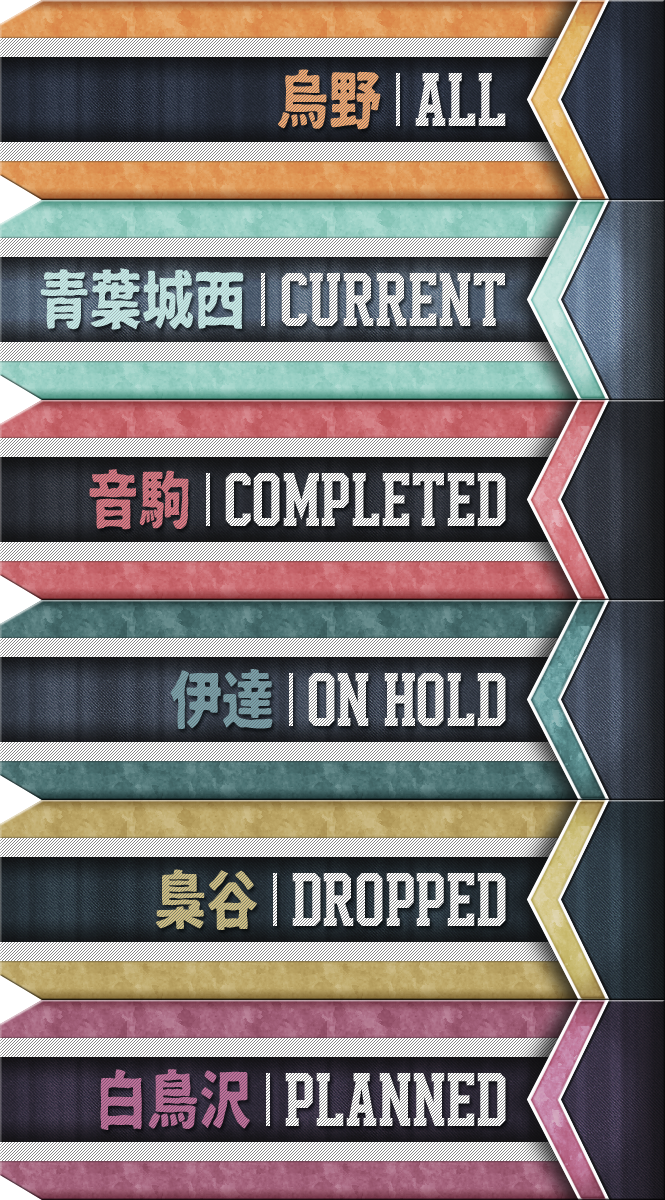 烏野 | ALL
青葉城西 | CURRENT
音駒 | COMPLETED
伊達 | ON HOLD
梟谷 | DROPPED
白鳥沢 | PLANNED